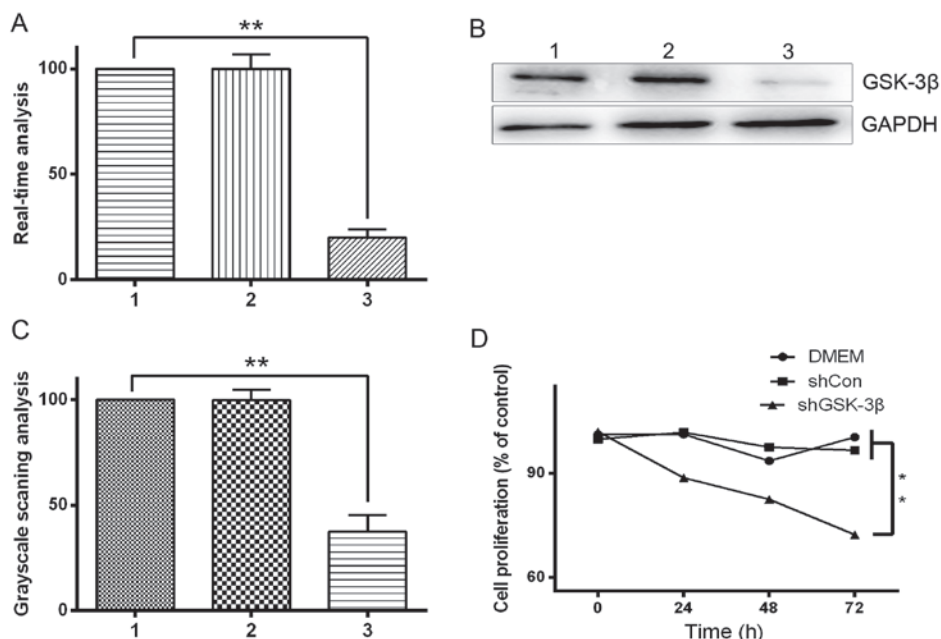 A
**
Real-time analysis
100
50
0
1 2 3
B
1 2 3
GSK-3β
GAPDH
C
**
Grayscale scaning analysis
100
50
0
1 2 3
D
DMEM
shCon
shGSK-3β
Cell proliferation (% of control)
90
60
* *
0 24 48 72
Time (h)